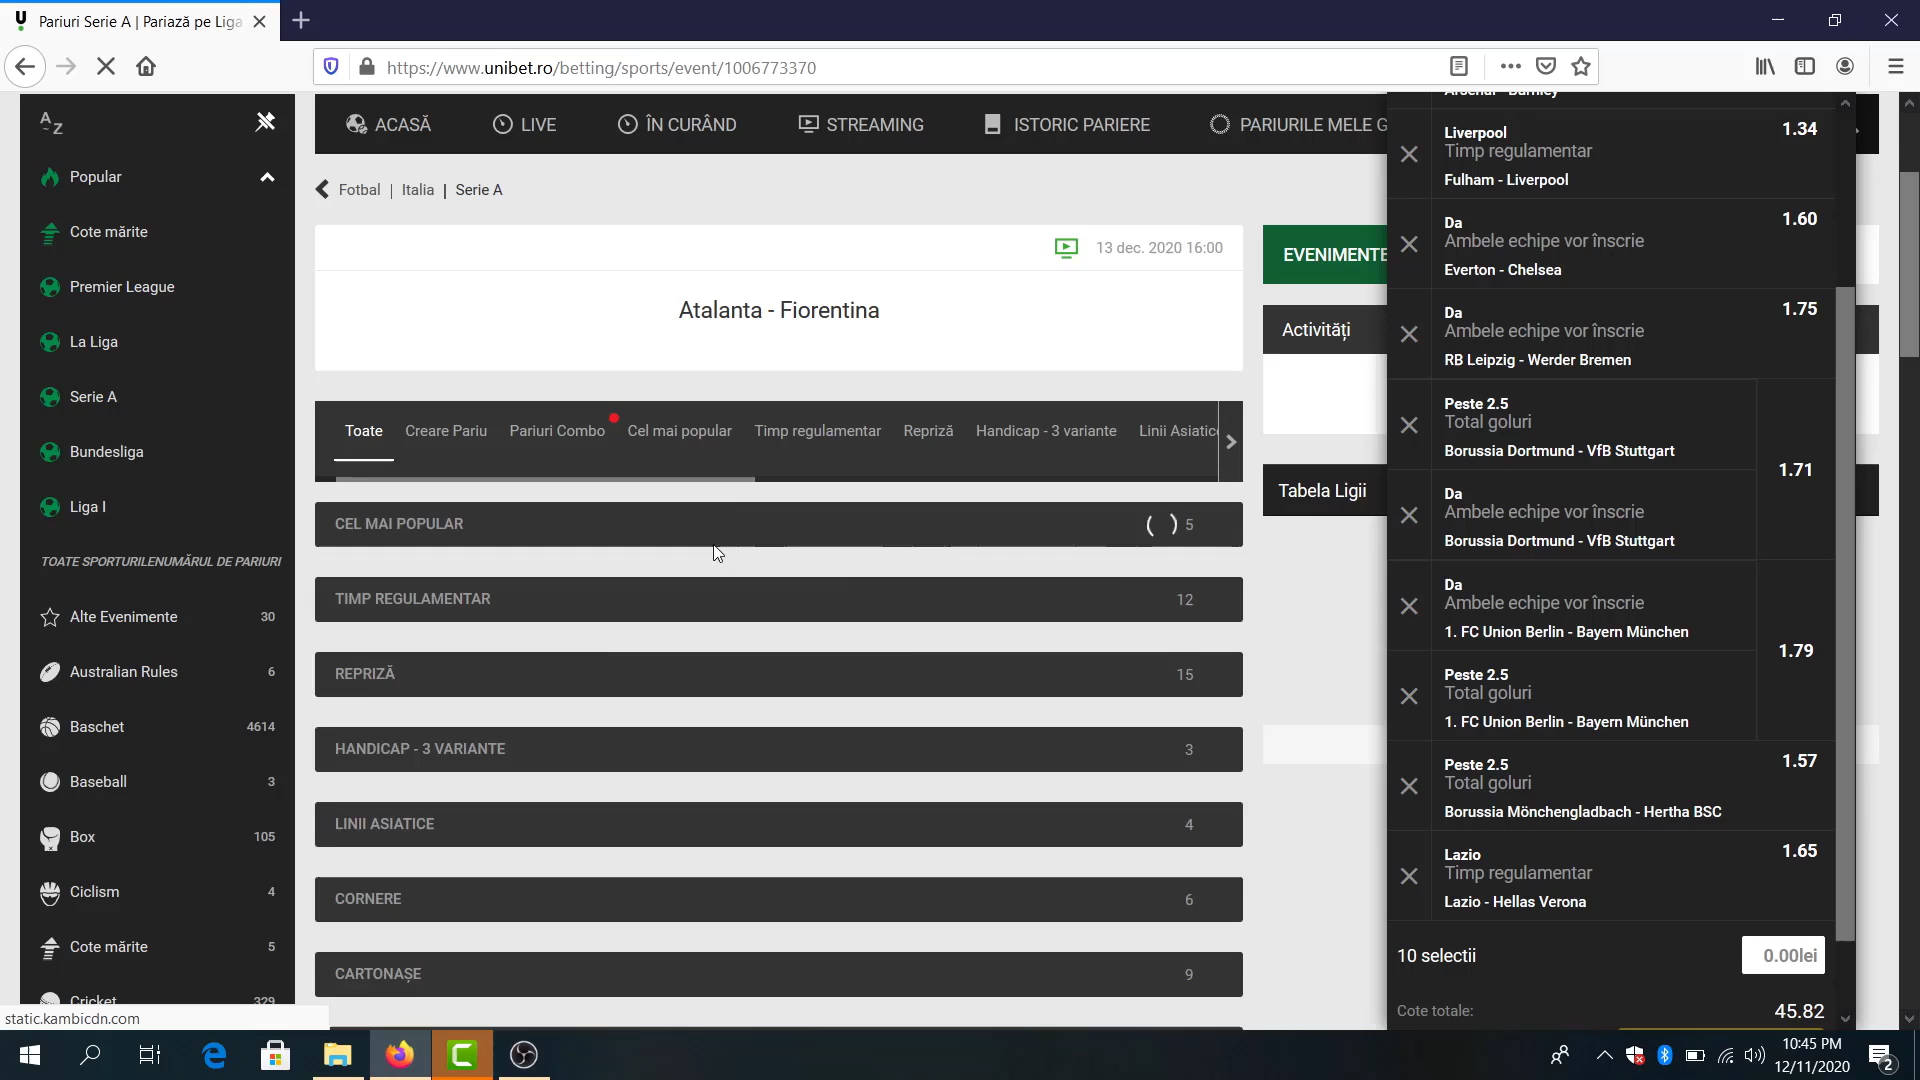 Pariuri Serie A | Pariază pe Liga
https://www.unibet.ro/betting/sports/event/1006773370
A
Z
Popular
Cote mărite
Premier League
La Liga
Serie A
Bundesliga
Liga I
TOATE SPORTURILENUMĂRUL DE PARIURI
Alte Evenimente 30
Australian Rules 6
Baschet 4614
Baseball 3
Box 105
Ciclism 4
Cote mărite 5
Cricket 329
static.kambicdn.com
ACASĂ LIVE ÎN CURÂND STREAMING ISTORIC PARIERE PARIURILE MELE G
Fotbal | Italia | Serie A
13 dec. 2020 16:00
Atalanta - Fiorentina
Toate Creare Pariu Pariuri Combo Cel mai popular Timp regulamentar Repriză Handicap - 3 variante Linii Asiatice
CEL MAI POPULAR 5
TIMP REGULAMENTAR 12
REPRIZĂ 15
HANDICAP - 3 VARIANTE 3
LINII ASIATICE 4
CORNERE 6
CARTONAȘE 9
EVENIMENTE
Activități
Tabela Ligii
Arsenal - Burnley
Liverpool 1.34
Timp regulamentar
Fulham - Liverpool
Da 1.60
Ambele echipe vor înscrie
Everton - Chelsea
Da 1.75
Ambele echipe vor înscrie
RB Leipzig - Werder Bremen
Peste 2.5
Total goluri
Borussia Dortmund - VfB Stuttgart
1.71
Da
Ambele echipe vor înscrie
Borussia Dortmund - VfB Stuttgart
Da
Ambele echipe vor înscrie
1. FC Union Berlin - Bayern München
1.79
Peste 2.5
Total goluri
1. FC Union Berlin - Bayern München
Peste 2.5 1.57
Total goluri
Borussia Mönchengladbach - Hertha BSC
Lazio 1.65
Timp regulamentar
Lazio - Hellas Verona
10 selectii 0.00lei
Cote totale: 45.82
10:45 PM
12/11/2020
2